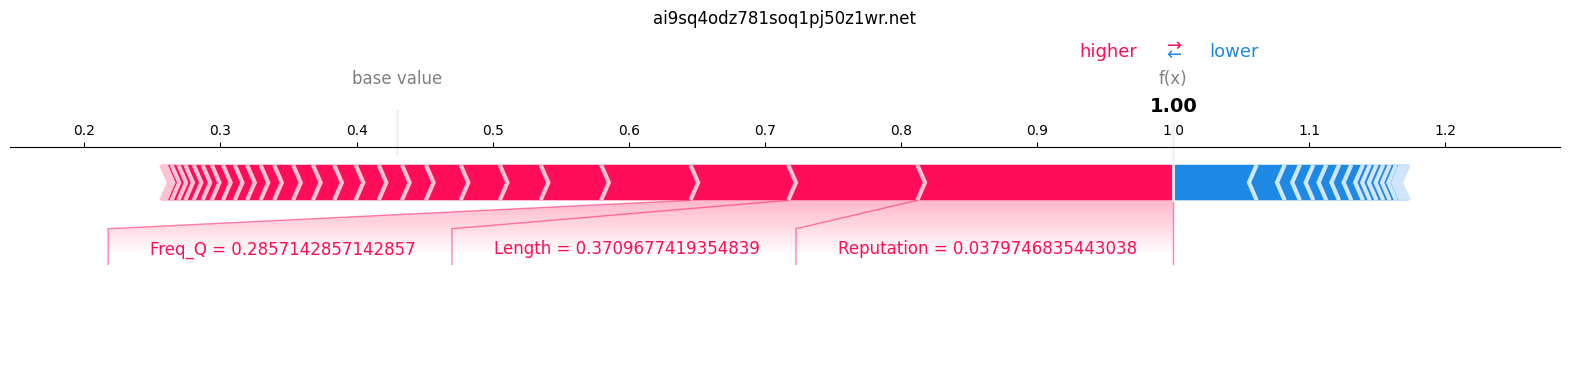 ai9sq4odz781soq1pj50z1wr.net
higher ⇄ lower
base value f(x)
1.00
0.2 0.3 0.4 0.5 0.6 0.7 0.8 0.9 1.0 1.1 1.2
Freq_Q = 0.2857142857142857 Length = 0.3709677419354839 Reputation = 0.0379746835443038